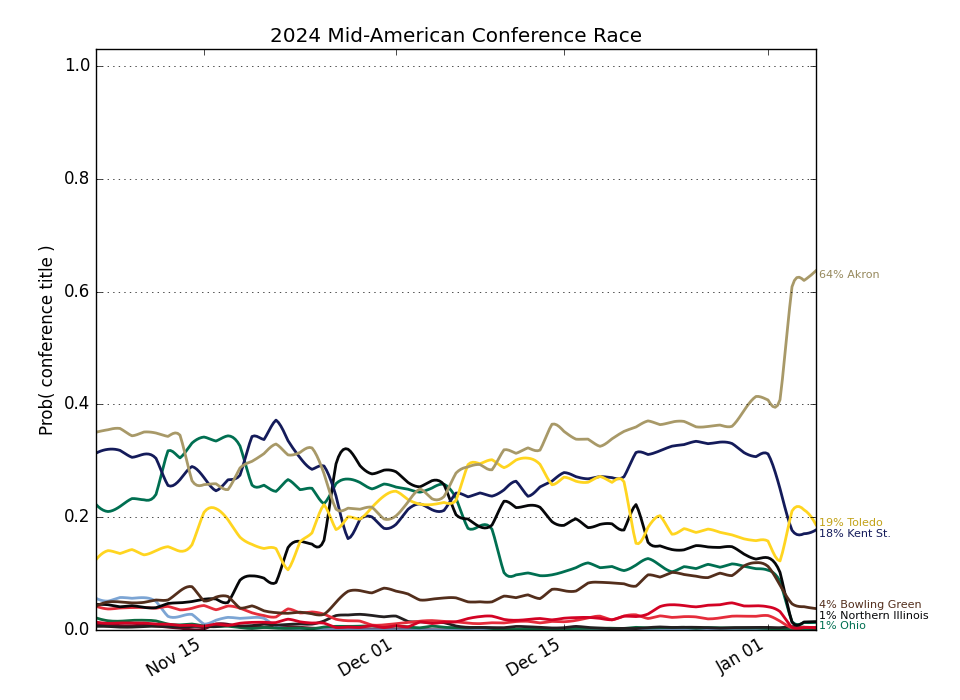 2024 Mid-American Conference Race
Prob( conference title )
1.0
0.8
0.6
0.4
0.2
0.0
64% Akron
19% Toledo
18% Kent St.
4% Bowling Green
1% Northern Illinois
1% Ohio
Nov 15
Dec 01
Dec 15
Jan 01